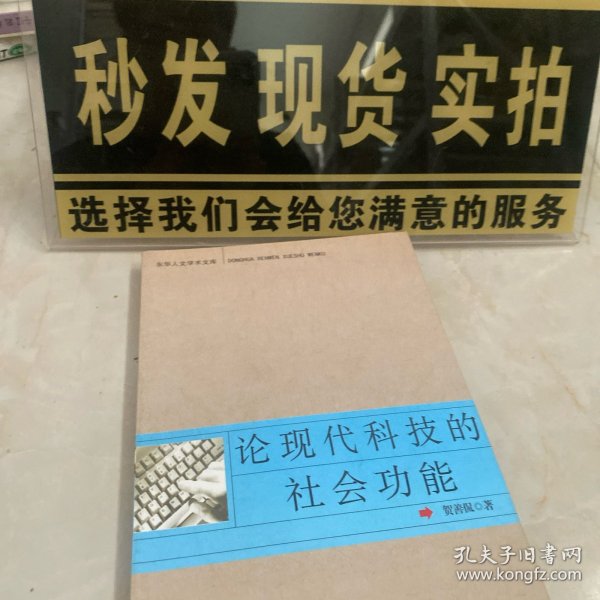 秒发 现货 实拍
选择我们会给您满意的服务
东华人文学术文库 DONGHUA RENWEN XUESHU WENKU
论现代科技的
社会功能
贺善侃 著
孔夫子旧书网
www.kongfz.com